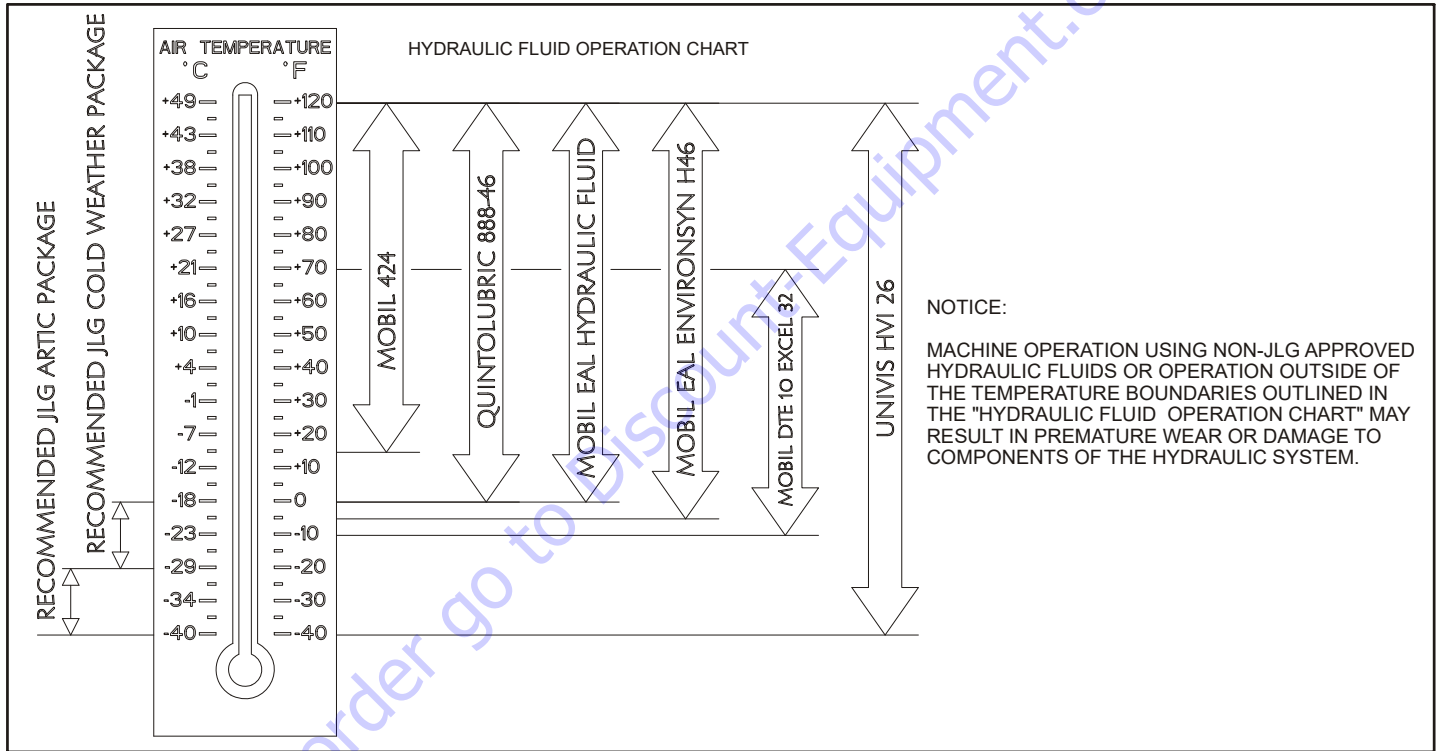 HYDRAULIC FLUID OPERATION CHART
RECOMMENDED JLG ARTIC PACKAGE
RECOMMENDED JLG COLD WEATHER PACKAGE
AIR TEMPERATURE
°C °F
+49 +120
+43 +110
+38 +100
+32 +90
+27 +80
+21 +70
+16 +60
+10 +50
+4 +40
-1 +30
-7 +20
-12 +10
-18 0
-23 -10
-29 -20
-34 -30
-40 -40
MOBIL 424
QUINTOLUBRIC 888-46
MOBIL EAL HYDRAULIC FLUID
MOBIL EAL ENVIRONSYN H46
MOBIL DTE 10 EXCEL 32
UNIVIS HVI 26
NOTICE:
MACHINE OPERATION USING NON-JLG APPROVED
HYDRAULIC FLUIDS OR OPERATION OUTSIDE OF
THE TEMPERATURE BOUNDARIES OUTLINED IN
THE "HYDRAULIC FLUID OPERATION CHART" MAY
RESULT IN PREMATURE WEAR OR DAMAGE TO
COMPONENTS OF THE HYDRAULIC SYSTEM.
order go to Discount-Equipment.c